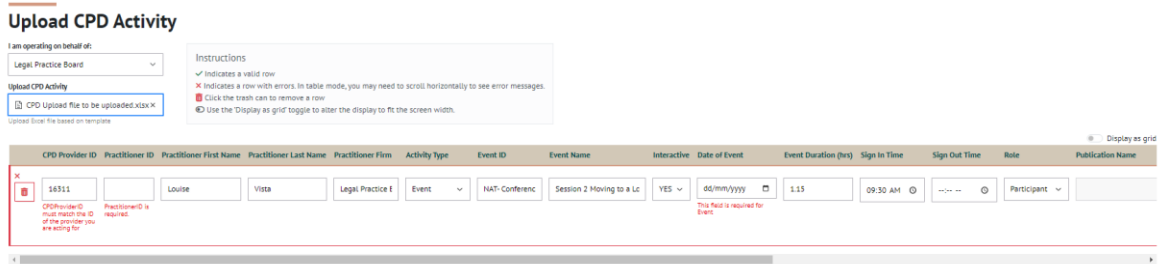 Upload CPD Activity
I am operating on behalf of:
Legal Practice Board
Upload CPD Activity
CPD Upload file to be uploaded.xlsx
Upload Excel file based on template
Instructions
Indicates a valid row
Indicates a row with errors. In table mode, you may need to scroll horizontally to see error messages.
Click the trash can to remove a row
Use the 'Display as grid' toggle to alter the display to fit the screen width.
Display as grid
CPD Provider ID Practitioner ID Practitioner First Name Practitioner Last Name Practitioner Firm Activity Type Event ID Event Name Interactive Date of Event Event Duration (hrs) Sign In Time Sign Out Time Role Publication Name
16311 Louise Vista Legal Practice E Event NAT- Conferenc Session 2 Moving to a Lc YES dd/mm/yyyy 1.15 09:30 AM --:-- -- Participant
CPDProviderID PractitionerID is This field is required for
must match the ID required. Event
of the provider you
are acting for